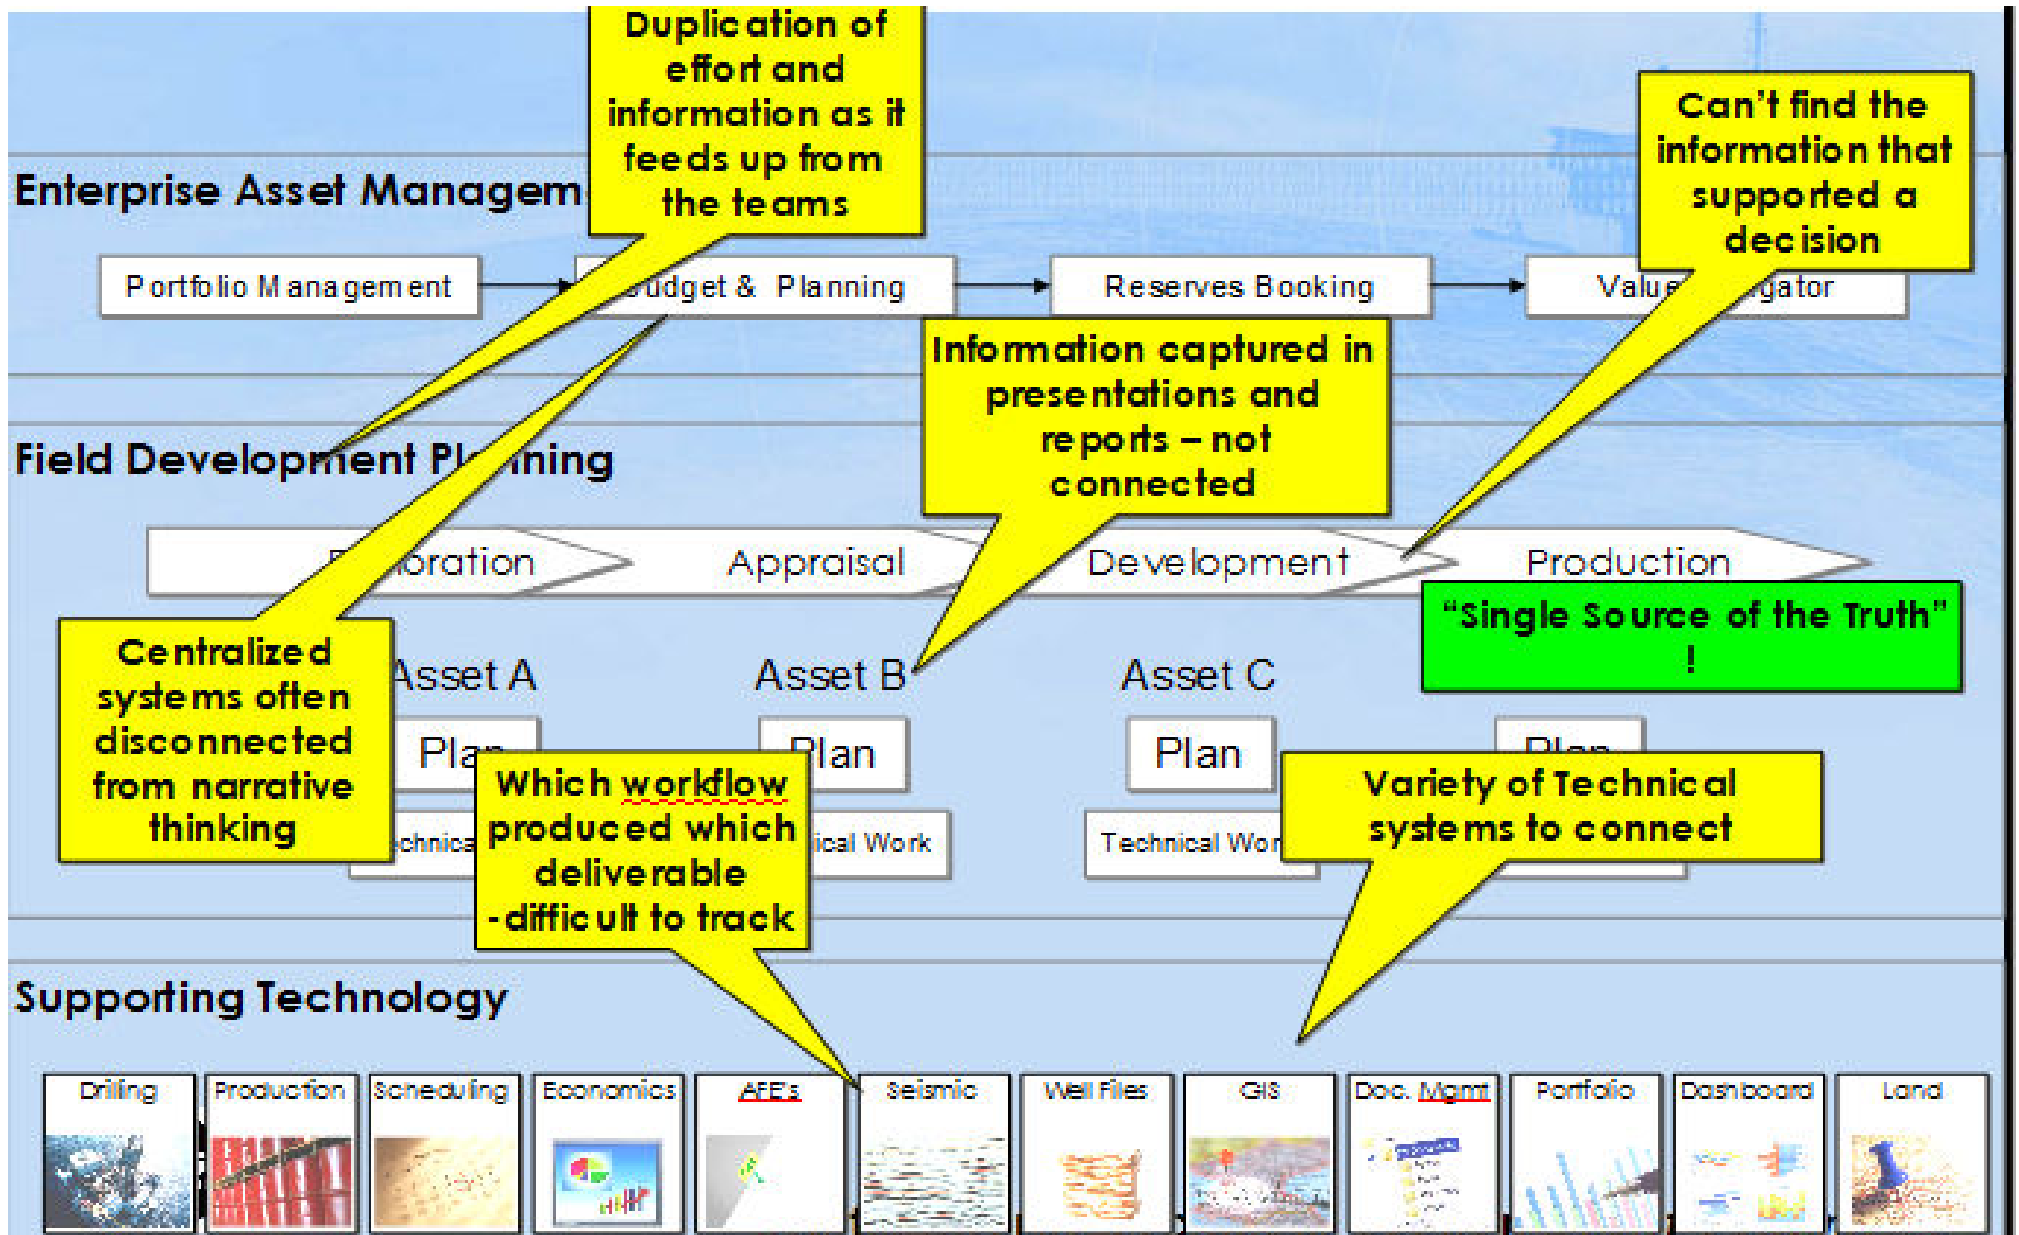 Duplication of
effort and
information as it
feeds up from
the teams
Can't find the
information that
supported a
decision
Enterprise Asset Managem
Portfolio Management
udget & Planning
Reserves Booking
Value
gator
Information captured in
presentations and
reports – not
connected
Field Development Planning
oration
Appraisal
Development
Production
"Single Source of the Truth"
!
Centralized
systems often
disconnected
from narrative
thinking
Asset A
Asset B
Asset C
Plan
Plan
Plan
Plan
Which workflow
produced which
deliverable
-difficult to track
Variety of Technical
systems to connect
echnica
ical Work
Technical Wor
Supporting Technology
Drilling
Production
Scheduling
Economics
AFE's
Seismic
Well Files
GIS
Doc. Mgmt
Portfolio
Dashboard
Land